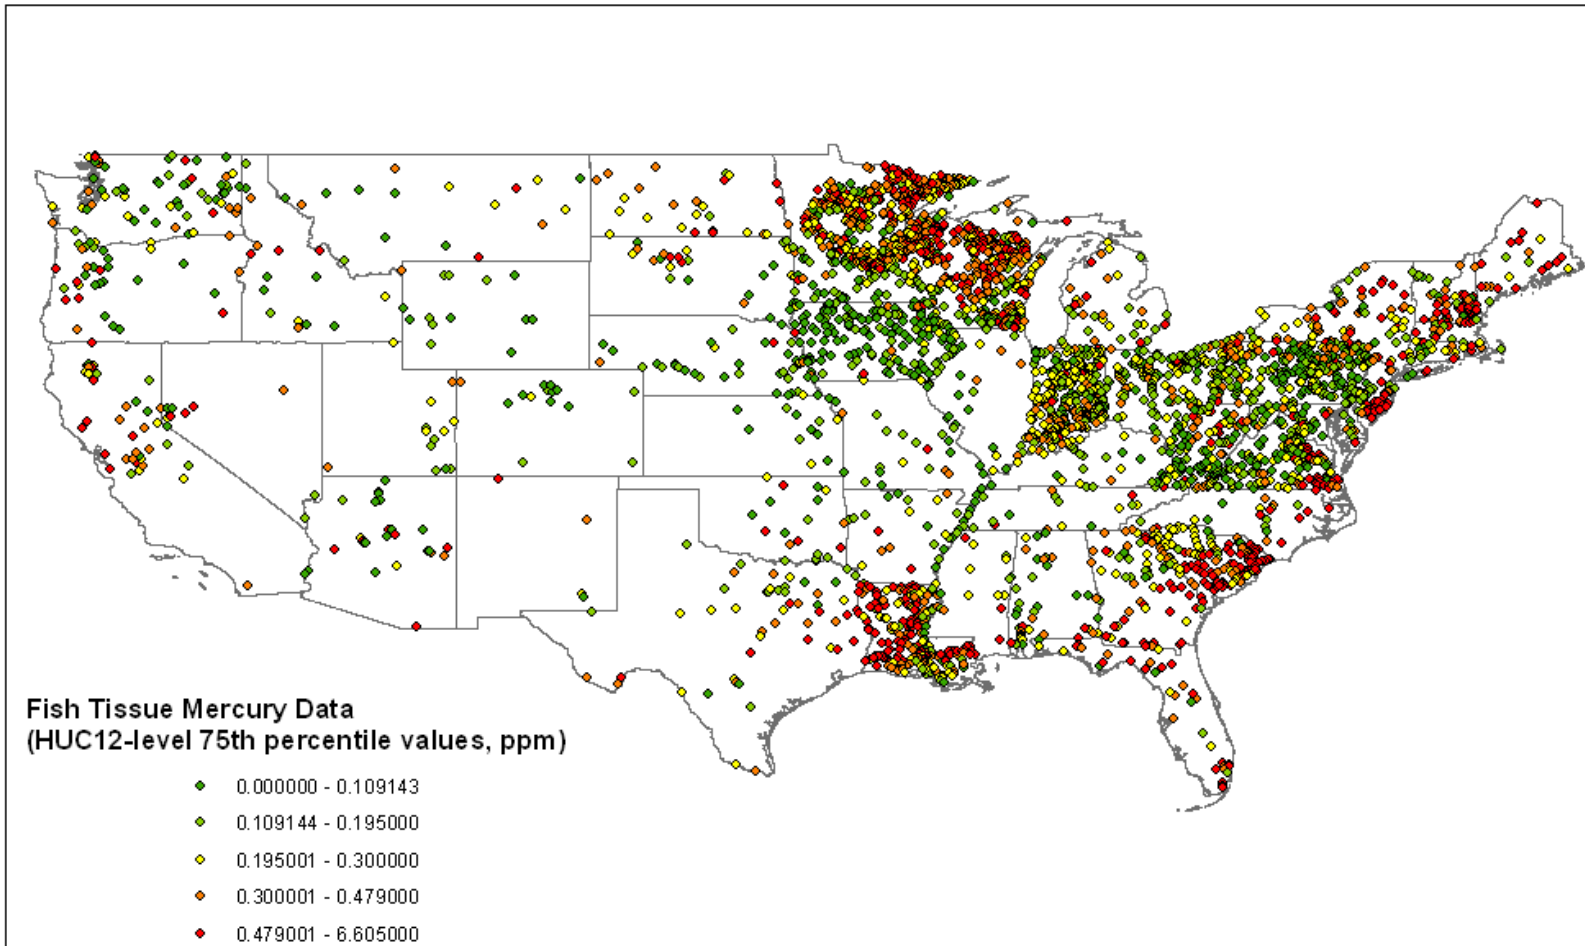 Fish Tissue Mercury Data
(HUC12-level 75th percentile values, ppm)
0.000000 - 0.109143
0.109144 - 0.195000
0.195001 - 0.300000
0.300001 - 0.479000
0.479001 - 6.605000